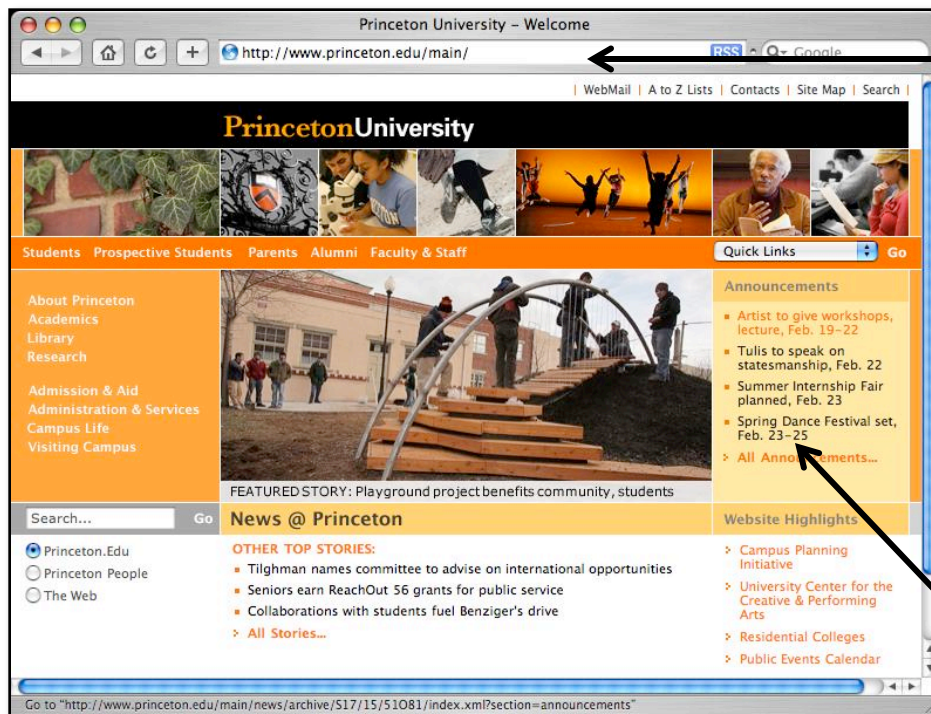 Princeton University – Welcome
http://www.princeton.edu/main/
RSS
Google
| WebMail | A to Z Lists | Contacts | Site Map | Search |
PrincetonUniversity
Students Prospective Students Parents Alumni Faculty & Staff
Quick Links
Go
About Princeton
Academics
Library
Research
Admission & Aid
Administration & Services
Campus Life
Visiting Campus
FEATURED STORY: Playground project benefits community, students
Announcements
Artist to give workshops,
lecture, Feb. 19–22
Tulis to speak on
statesmanship, Feb. 22
Summer Internship Fair
planned, Feb. 23
Spring Dance Festival set,
Feb. 23–25
All Announcements...
Search...
Go
Princeton.Edu
Princeton People
The Web
News @ Princeton
OTHER TOP STORIES:
Tilghman names committee to advise on international opportunities
Seniors earn ReachOut 56 grants for public service
Collaborations with students fuel Benziger's drive
All Stories...
Website Highlights
Campus Planning
Initiative
University Center for the
Creative & Performing
Arts
Residential Colleges
Public Events Calendar
Go to "http://www.princeton.edu/main/news/archive/S17/15/51O81/index.xml?section=announcements"